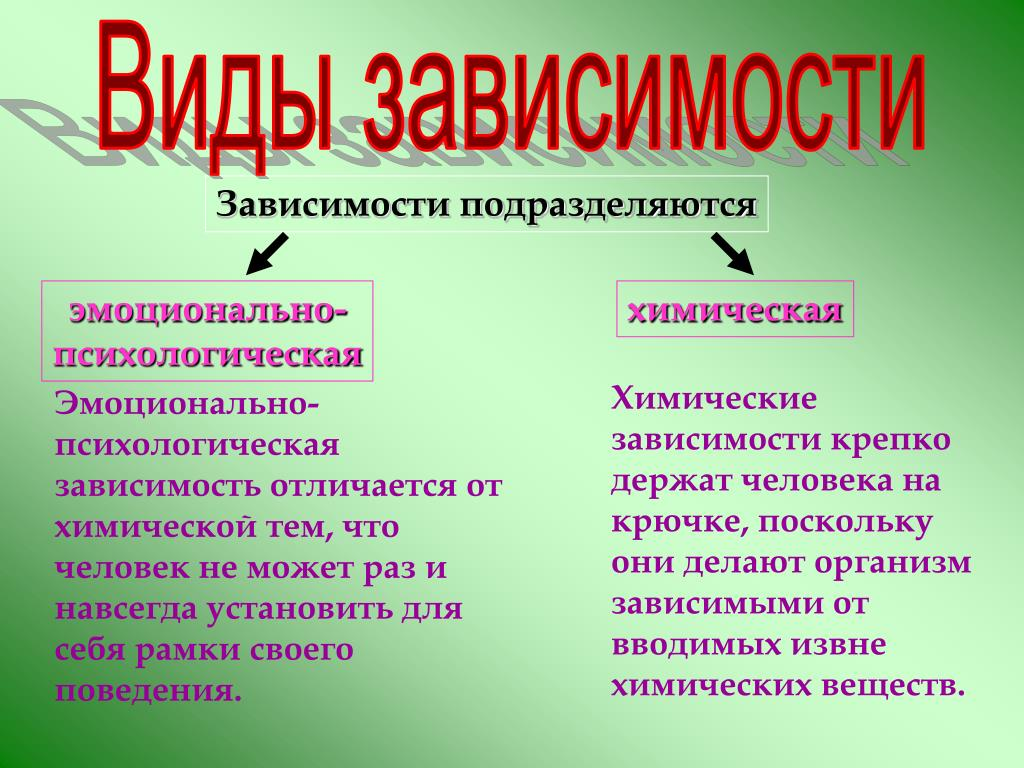 Виды зависимости
Зависимости подразделяются
эмоционально-
психологическая
химическая
Эмоционально-
психологическая
зависимость отличается от
химической тем, что
человек не может раз и
навсегда установить для
себя рамки своего
поведения.
Химические
зависимости крепко
держат человека на
крючке, поскольку
они делают организм
зависимыми от
вводимых извне
химических веществ.